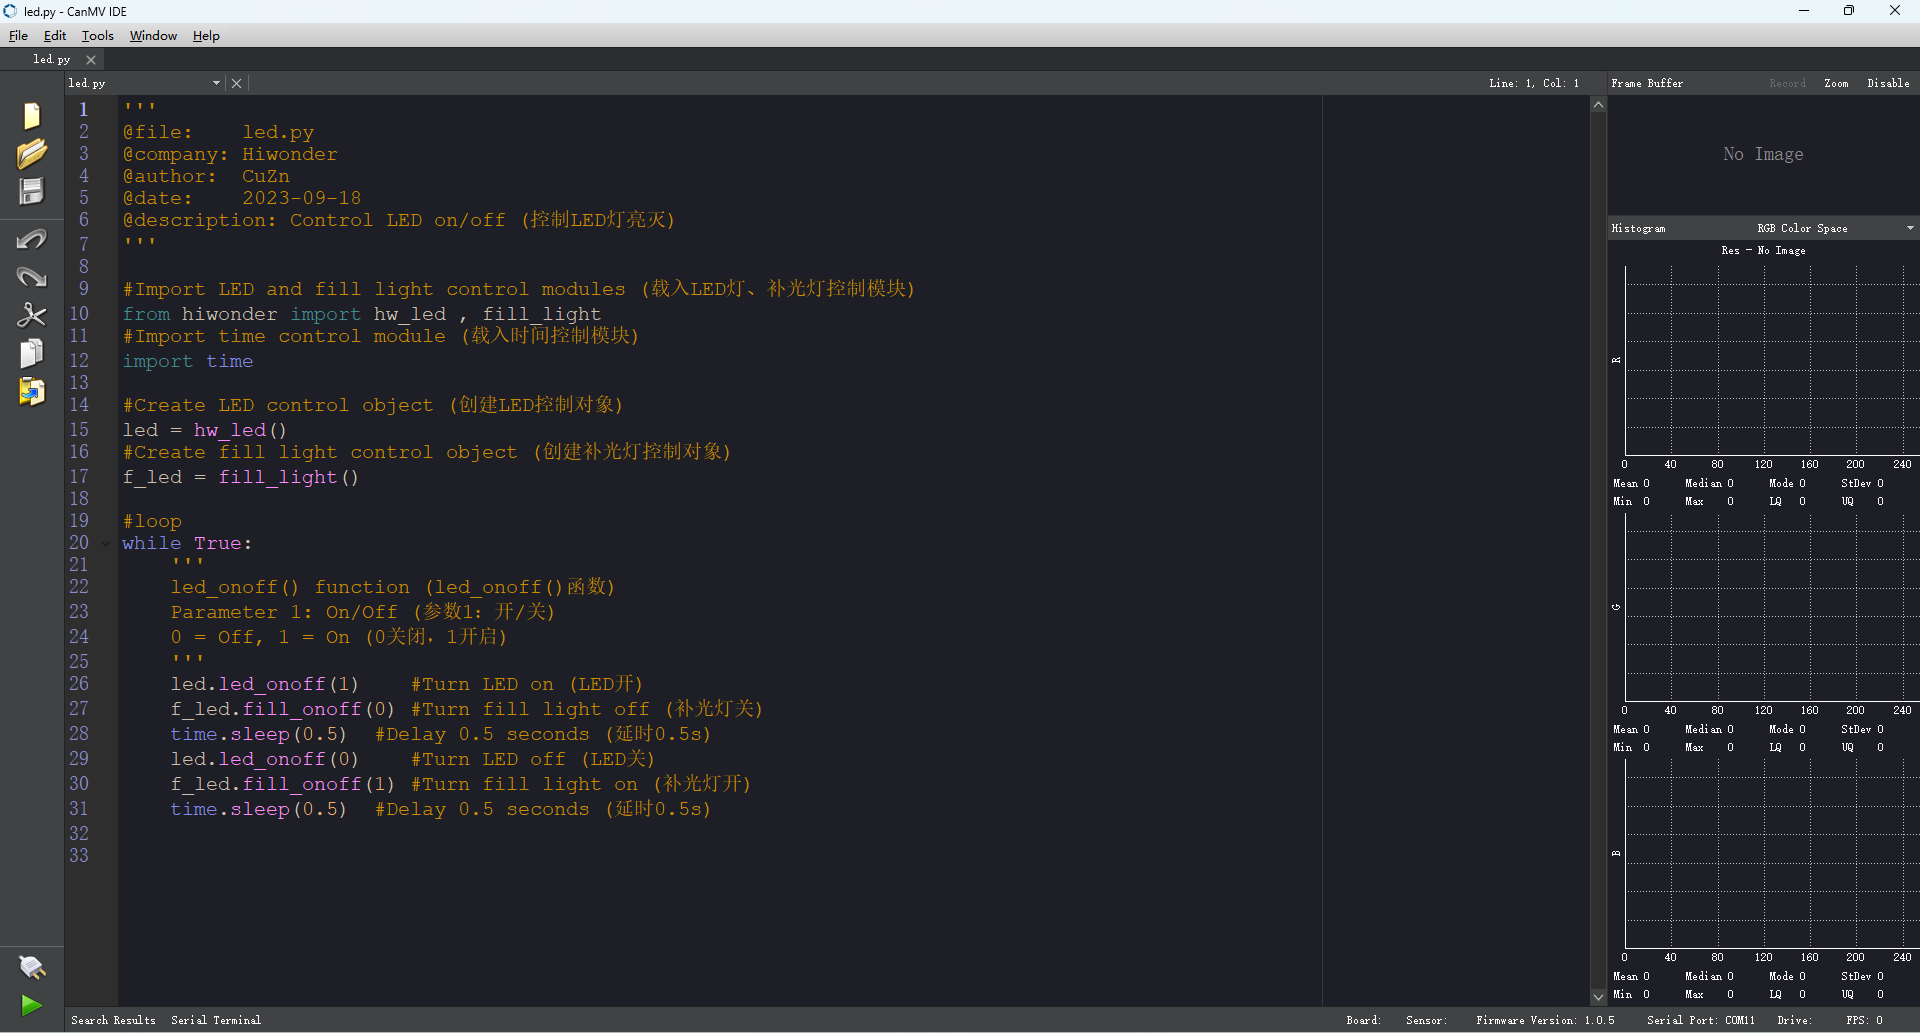 led.py - CanMV IDE
File Edit Tools Window Help
led.py
led.py
Line: 1, Col: 1
Frame Buffer Record Zoom Disable
1 '''
2 @file: led.py
3 @company: Hiwonder
4 @author: CuZn
5 @date: 2023-09-18
6 @description: Control LED on/off (控制LED灯亮灭)
7 '''
8
9 #Import LED and fill light control modules (载入LED灯、补光灯控制模块)
10 from hiwonder import hw_led , fill_light
11 #Import time control module (载入时间控制模块)
12 import time
13
14 #Create LED control object (创建LED控制对象)
15 led = hw_led()
16 #Create fill light control object (创建补光灯控制对象)
17 f_led = fill_light()
18
19 #loop
20 while True:
21 '''
22 led_onoff() function (led_onoff()函数)
23 Parameter 1: On/Off (参数1: 开/关)
24 0 = Off, 1 = On (0关闭，1开启)
25 '''
26 led.led_onoff(1) #Turn LED on (LED开)
27 f_led.fill_onoff(0) #Turn fill light off (补光灯关)
28 time.sleep(0.5) #Delay 0.5 seconds (延时0.5s)
29 led.led_onoff(0) #Turn LED off (LED关)
30 f_led.fill_onoff(1) #Turn fill light on (补光灯开)
31 time.sleep(0.5) #Delay 0.5 seconds (延时0.5s)
32
33
No Image
Histogram RGB Color Space
Res - No Image
R
0 40 80 120 160 200 240
Mean 0 Median 0 Mode 0 StDev 0
Min 0 Max 0 LQ 0 UQ 0
G
0 40 80 120 160 200 240
Mean 0 Median 0 Mode 0 StDev 0
Min 0 Max 0 LQ 0 UQ 0
B
0 40 80 120 160 200 240
Mean 0 Median 0 Mode 0 StDev 0
Min 0 Max 0 LQ 0 UQ 0
Search Results Serial Terminal
Board: Sensor: Firmware Version: 1.0.5 Serial Port: COM11 Drive: FPS: 0